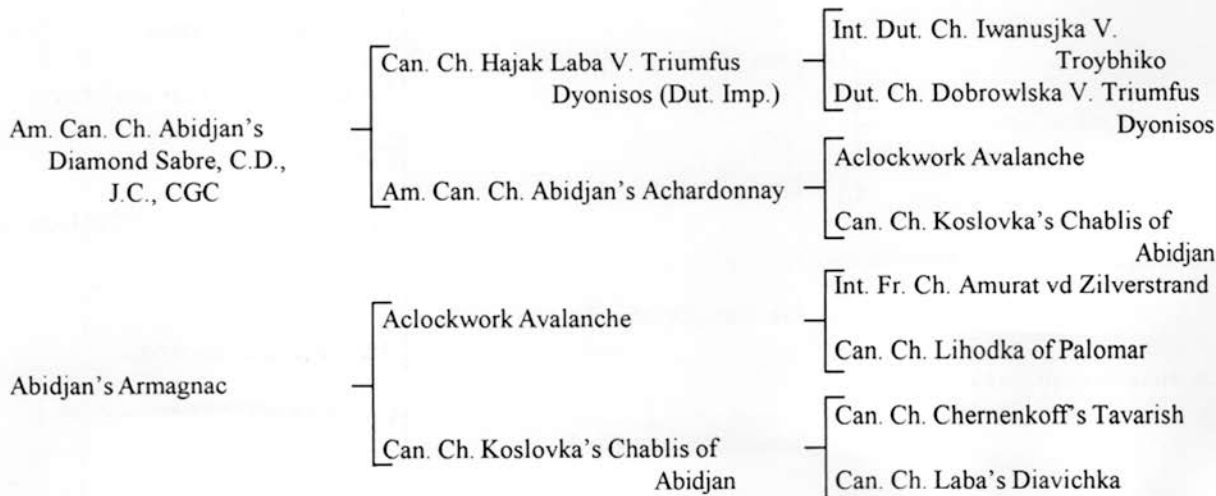 Int. Dut. Ch. Iwanusjka V.
Troybhiko
Can. Ch. Hajak Laba V. Triumfus
Dyonisos (Dut. Imp.)
Dut. Ch. Dobrowlska V. Triumfus
Dyonisos
Am. Can. Ch. Abidjan's
Diamond Sabre, C.D.,
J.C., CGC
Aclockwork Avalanche
Am. Can. Ch. Abidjan's Achardonnay
Can. Ch. Koslovka's Chablis of
Abidjan
Int. Fr. Ch. Amurat vd Zilverstrand
Aclockwork Avalanche
Can. Ch. Lihodka of Palomar
Abidjan's Armagnac
Can. Ch. Chernenkoff's Tavarish
Can. Ch. Koslovka's Chablis of
Abidjan
Can. Ch. Laba's Diavichka